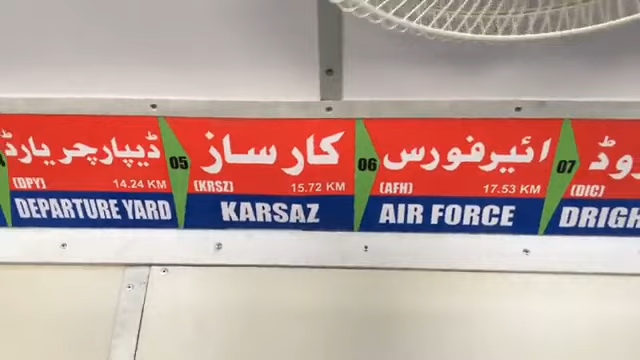 ڈیپارچر یارڈ
(DPY) 14.24 KM
DEPARTURE YARD
05
کارساز
(KRSZ) 15.72 KM
KARSAZ
06
ائیرفورس
(AFH) 17.53 KM
AIR FORCE
07
روڈ
(DIC)
DRIGH